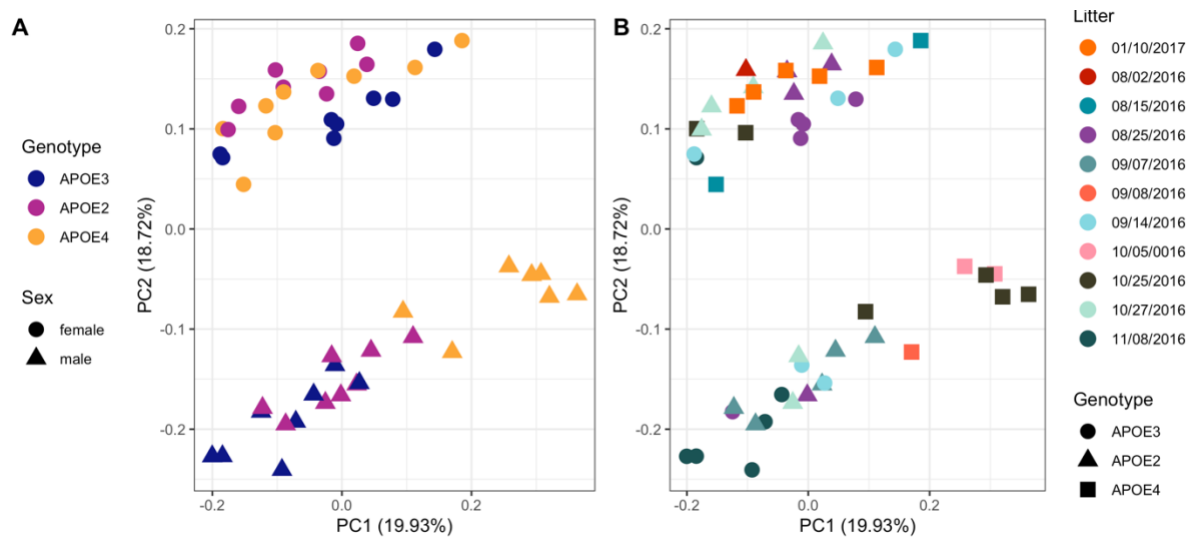 A
Genotype
APOE3
APOE2
APOE4
Sex
female
male
PC2 (18.72%)
0.2
0.1
0.0
-0.1
-0.2
-0.2
0.0
0.2
PC1 (19.93%)
B
PC2 (18.72%)
0.2
0.1
0.0
-0.1
-0.2
-0.2
0.0
0.2
PC1 (19.93%)
Litter
01/10/2017
08/02/2016
08/15/2016
08/25/2016
09/07/2016
09/08/2016
09/14/2016
10/05/0016
10/25/2016
10/27/2016
11/08/2016
Genotype
APOE3
APOE2
APOE4